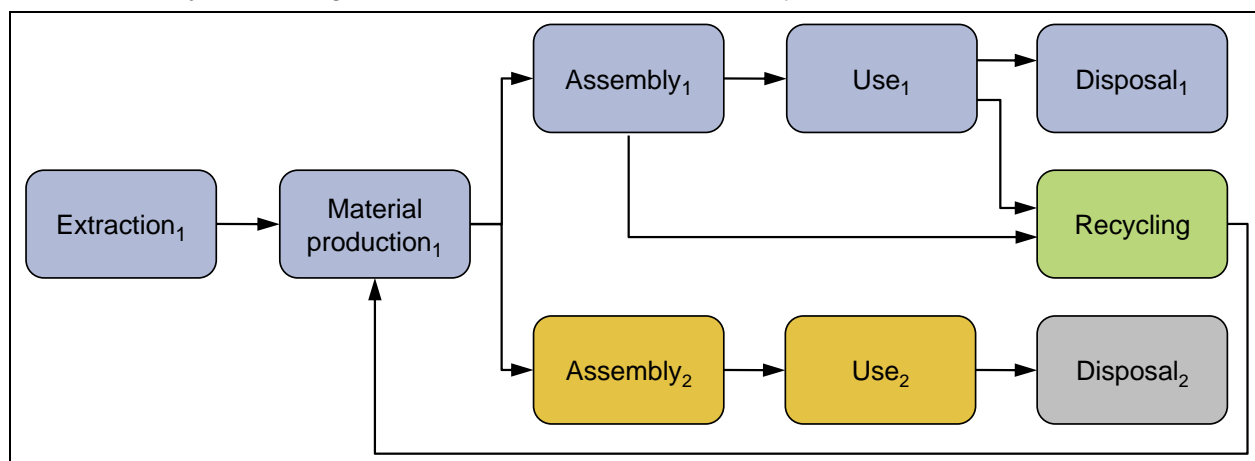 Assembly₁
Use₁
Disposal₁
Extraction₁
Material
production₁
Recycling
Assembly₂
Use₂
Disposal₂